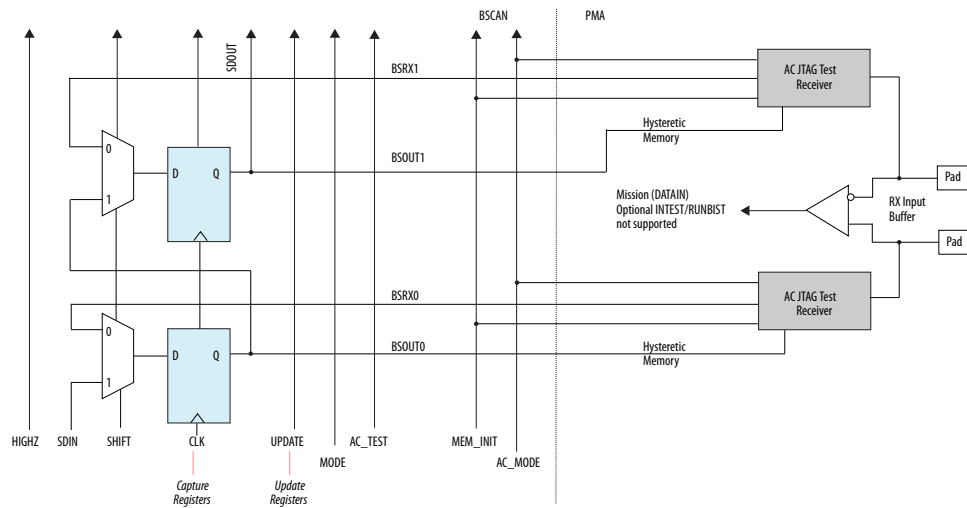 BSCAN
PMA
SDOUT
BSRX1
AC JTAG Test
Receiver
Hysteretic
Memory
0
1
D
Q
BSOUT1
Pad
Mission (DATAIN)
Optional INTEST/RUNBIST
not supported
RX Input
Buffer
Pad
BSRX0
AC JTAG Test
Receiver
0
1
D
Q
BSOUT0
Hysteretic
Memory
HIGHZ
SDIN
SHIFT
CLK
UPDATE
MODE
AC_TEST
MEM_INIT
AC_MODE
Capture
Registers
Update
Registers